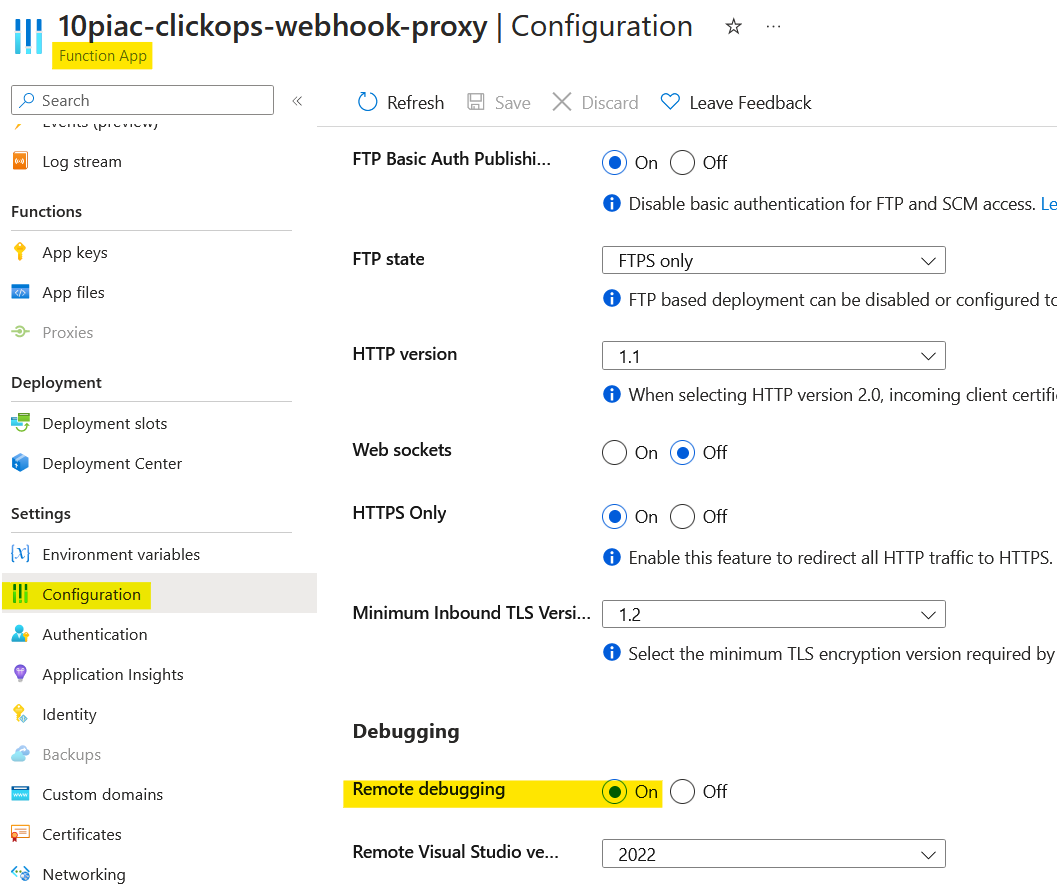 10piac-clickops-webhook-proxy | Configuration
Function App
Search
Events (preview)
Log stream
Functions
App keys
App files
Proxies
Deployment
Deployment slots
Deployment Center
Settings
Environment variables
Configuration
Authentication
Application Insights
Identity
Backups
Custom domains
Certificates
Networking
Refresh Save Discard Leave Feedback
FTP Basic Auth Publishi... On Off
Disable basic authentication for FTP and SCM access. Le
FTP state FTPS only
FTP based deployment can be disabled or configured to
HTTP version 1.1
When selecting HTTP version 2.0, incoming client certifi
Web sockets On Off
HTTPS Only On Off
Enable this feature to redirect all HTTP traffic to HTTPS.
Minimum Inbound TLS Versi... 1.2
Select the minimum TLS encryption version required by
Debugging
Remote debugging On Off
Remote Visual Studio ve... 2022